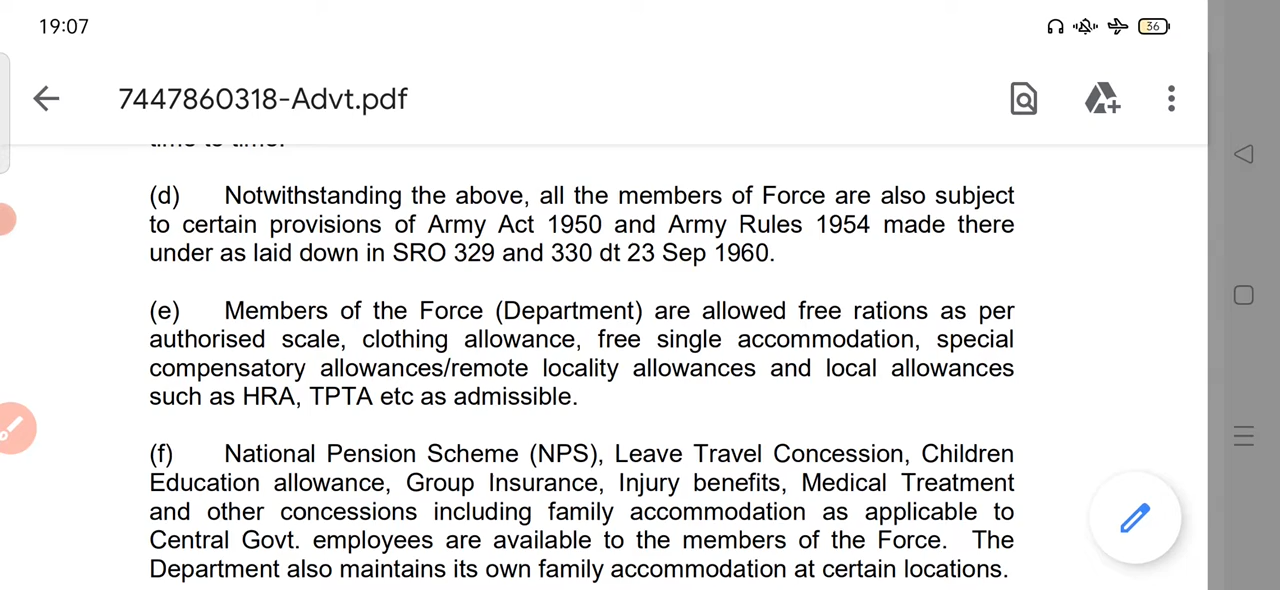 19:07
36
7447860318-Advt.pdf
time to time.
(d) Notwithstanding the above, all the members of Force are also subject
to certain provisions of Army Act 1950 and Army Rules 1954 made there
under as laid down in SRO 329 and 330 dt 23 Sep 1960.
(e) Members of the Force (Department) are allowed free rations as per
authorised scale, clothing allowance, free single accommodation, special
compensatory allowances/remote locality allowances and local allowances
such as HRA, TPTA etc as admissible.
(f) National Pension Scheme (NPS), Leave Travel Concession, Children
Education allowance, Group Insurance, Injury benefits, Medical Treatment
and other concessions including family accommodation as applicable to
Central Govt. employees are available to the members of the Force. The
Department also maintains its own family accommodation at certain locations.